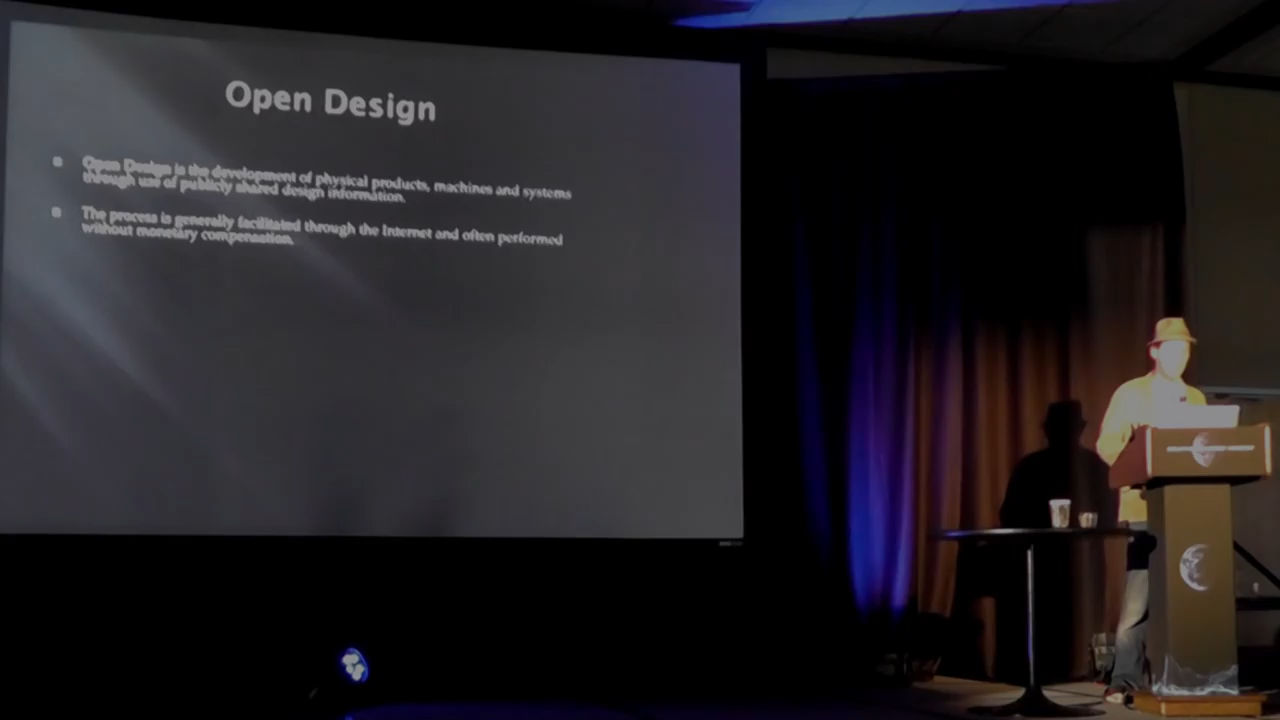 Open Design
Open Design is the development of physical products, machines and systems
through use of publicly shared design information.
The process is generally facilitated through the Internet and often performed
without monetary compensation.